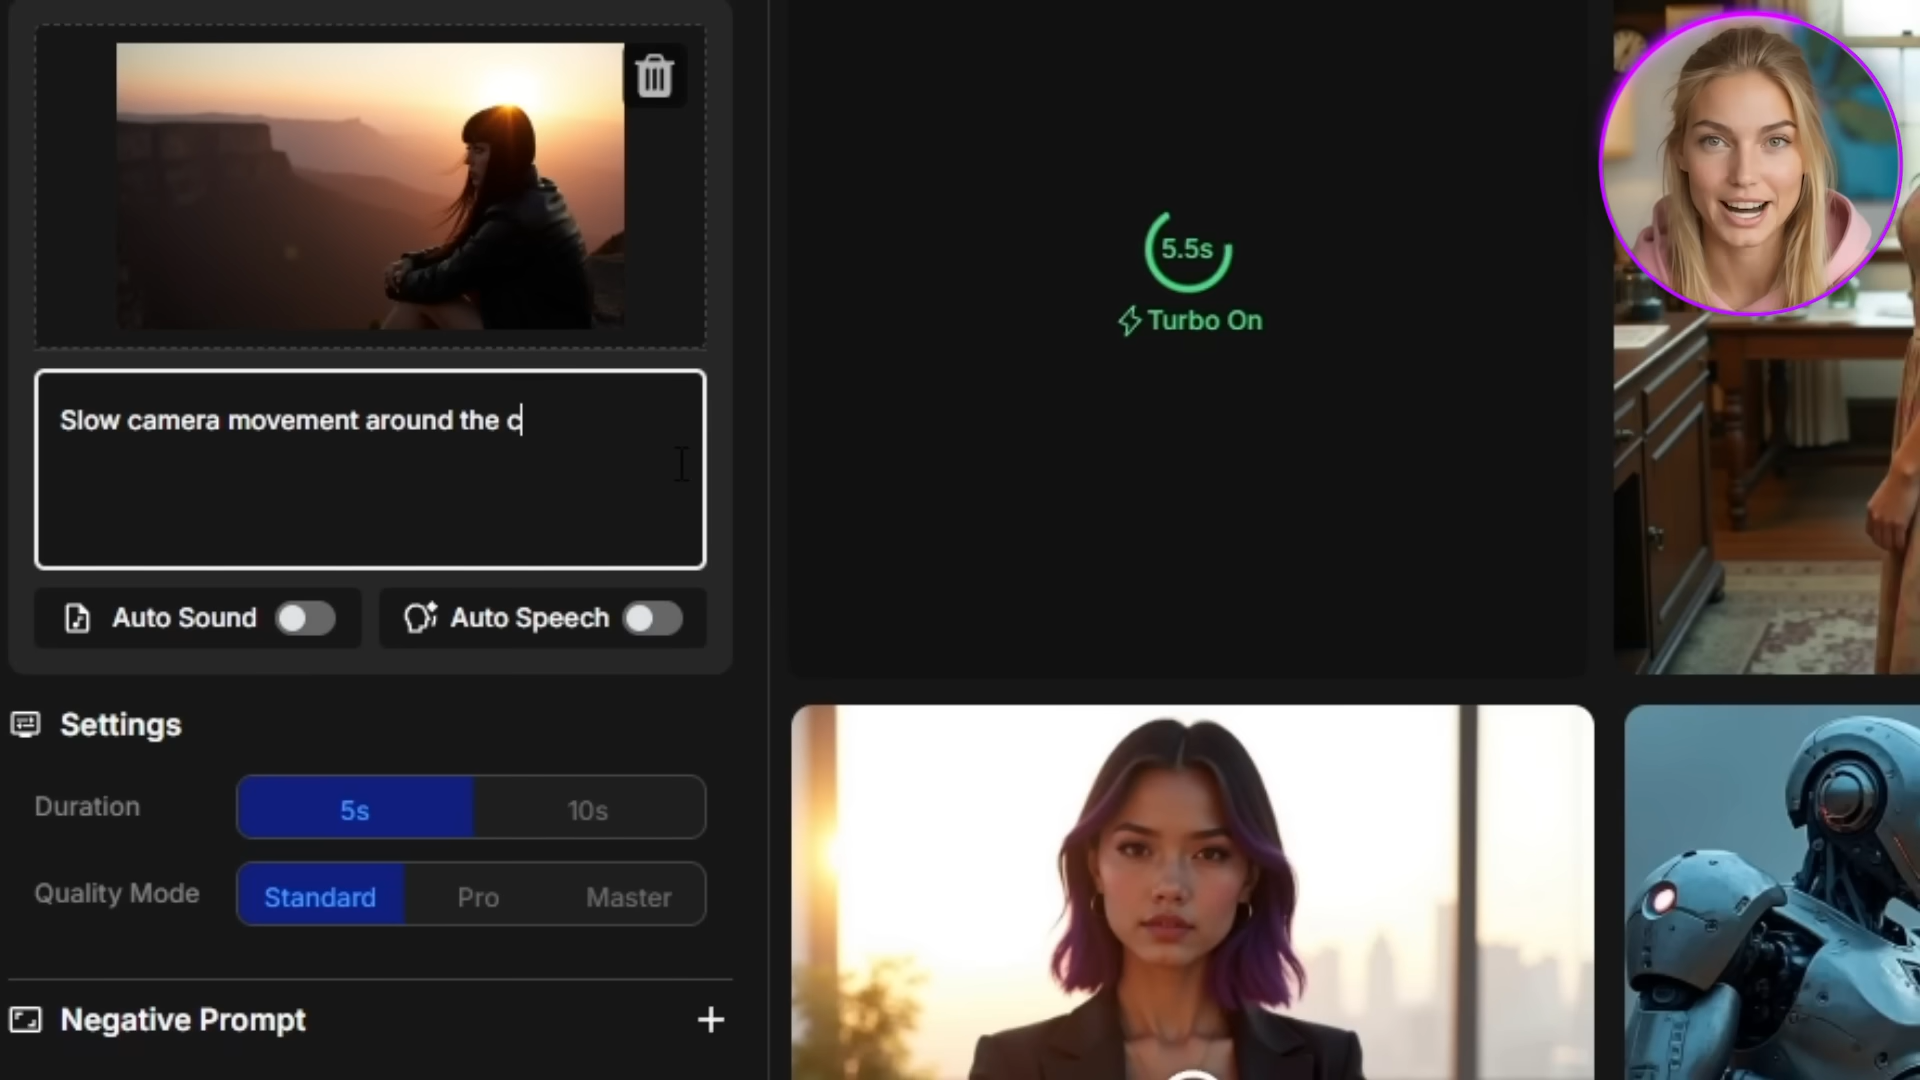 Slow camera movement around the c
Auto Sound
Auto Speech
Settings
Duration
5s
10s
Quality Mode
Standard
Pro
Master
Negative Prompt
5.5s
Turbo On